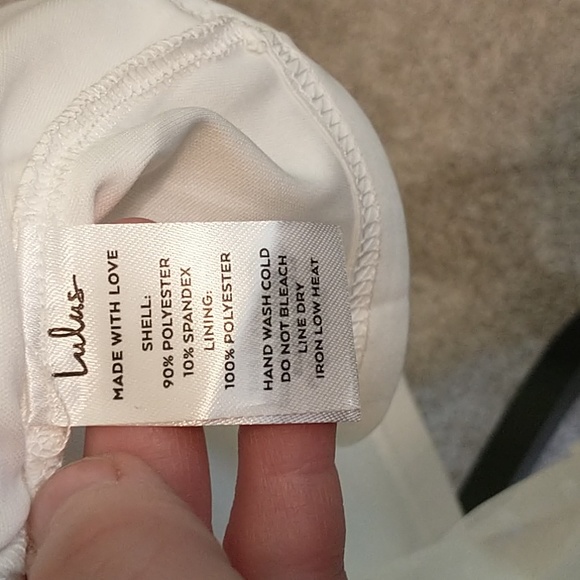 Lulus
MADE WITH LOVE
SHELL:
90% POLYESTER
10% SPANDEX
LINING:
100% POLYESTER
HAND WASH COLD
DO NOT BLEACH
LINE DRY
IRON LOW HEAT